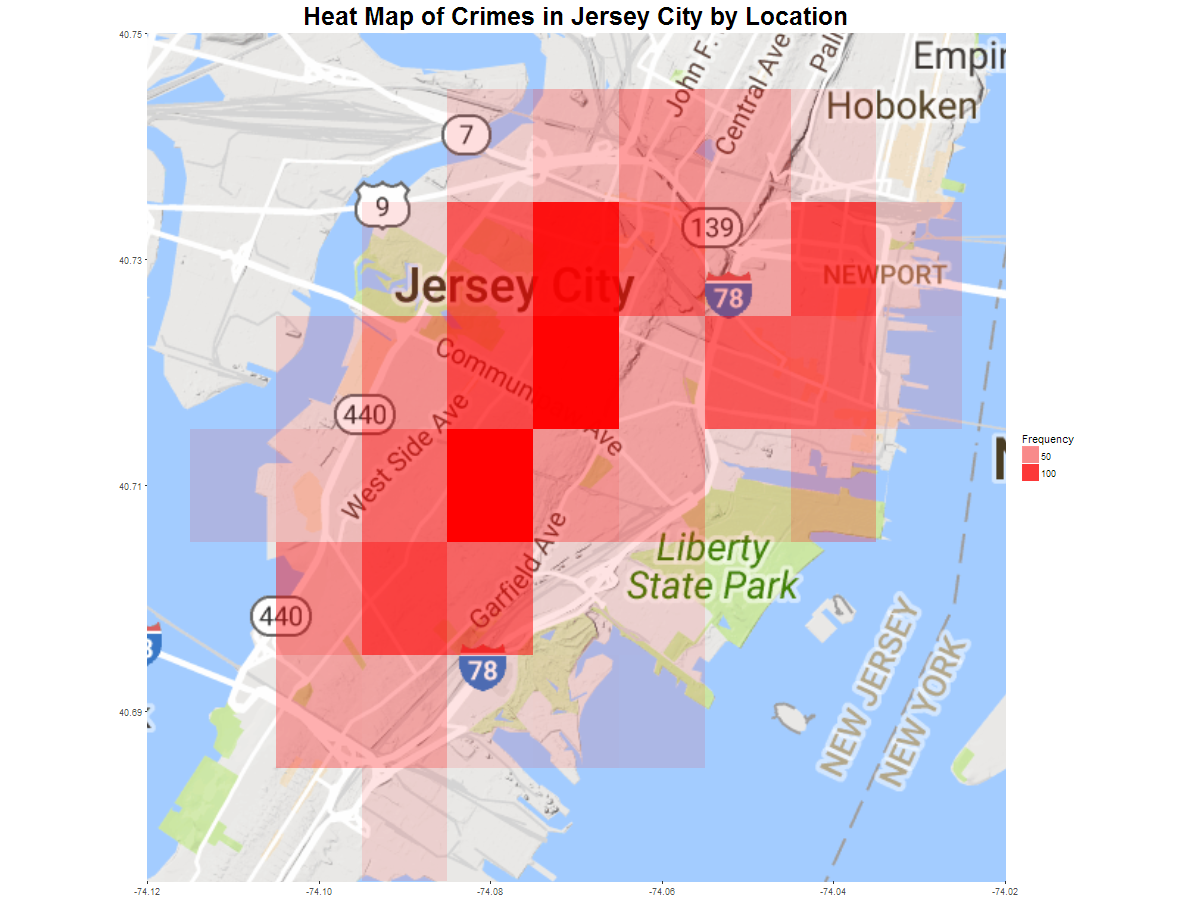 Heat Map of Crimes in Jersey City by Location
40.75
40.73
40.71
40.69
-74.12
-74.10
-74.08
-74.06
-74.04
-74.02
John F.
Central Ave
Hoboken
7
9
139
Jersey City
NEWPORT
78
440
West Side Ave
Ave
Garfield Ave
Liberty
State Park
440
78
NEW JERSEY
NEW YORK
Frequency
50
100